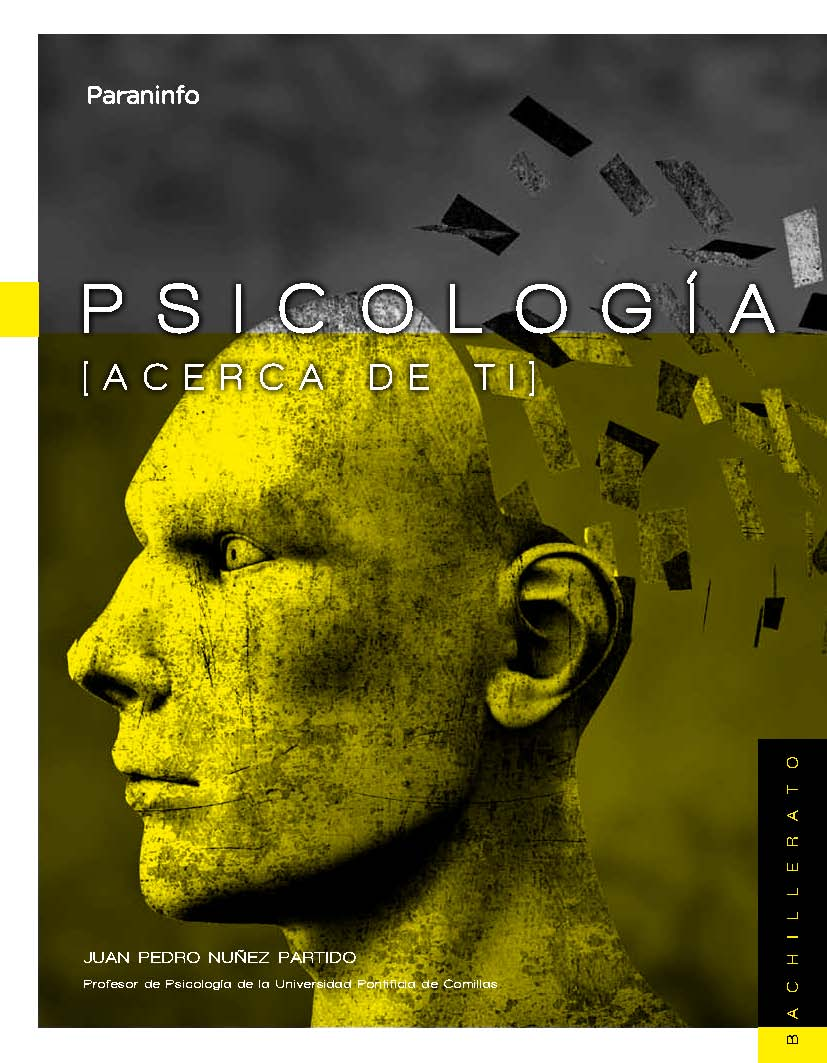 Paraninfo
PSICOLOGÍA
[ACERCA DE TI]
JUAN PEDRO NUÑEZ PARTIDO
Profesor de Psicología de la Universidad Pontificia de Comillas
BACHILLERATO